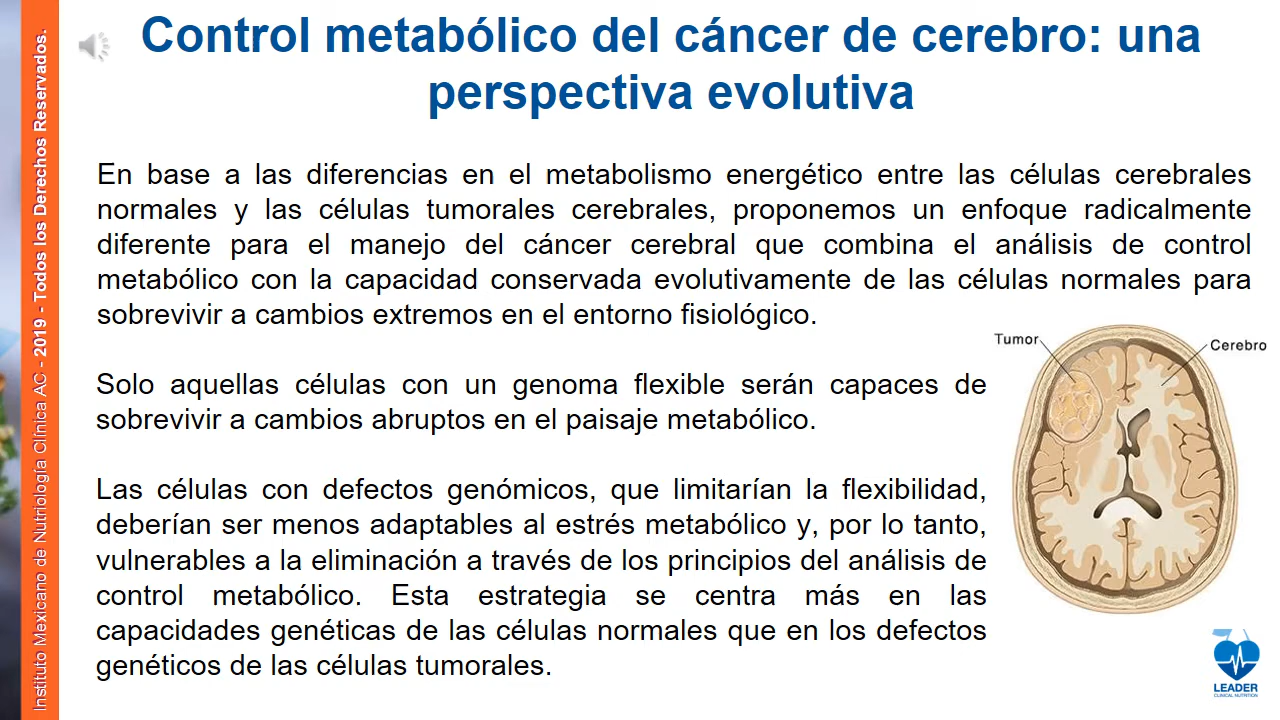 Control metabólico del cáncer de cerebro: una
perspectiva evolutiva
En base a las diferencias en el metabolismo energético entre las células cerebrales
normales y las células tumorales cerebrales, proponemos un enfoque radicalmente
diferente para el manejo del cáncer cerebral que combina el análisis de control
metabólico con la capacidad conservada evolutivamente de las células normales para
sobrevivir a cambios extremos en el entorno fisiológico.
Solo aquellas células con un genoma flexible serán capaces de
sobrevivir a cambios abruptos en el paisaje metabólico.
Las células con defectos genómicos, que limitarían la flexibilidad,
deberían ser menos adaptables al estrés metabólico y, por lo tanto,
vulnerables a la eliminación a través de los principios del análisis de
control metabólico. Esta estrategia se centra más en las
capacidades genéticas de las células normales que en los defectos
genéticos de las células tumorales.
Tumor
Cerebro
LEADER
CLINICAL NUTRITION
Instituto Mexicano de Nutriología Clínica AC - 2019 - Todos los Derechos Reservados.